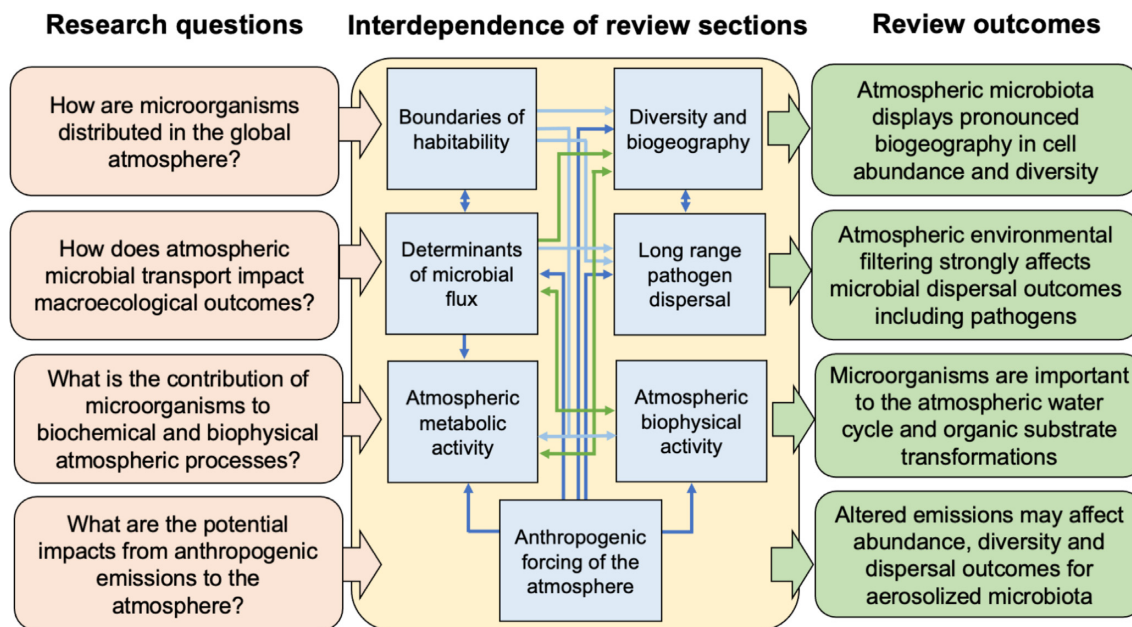 Research questions
Interdependence of review sections
Review outcomes
How are microorganisms
distributed in the global
atmosphere?
Boundaries of
habitability
Diversity and
biogeography
Atmospheric microbiota
displays pronounced
biogeography in cell
abundance and diversity
How does atmospheric
microbial transport impact
macroecological outcomes?
Determinants
of microbial
flux
Long range
pathogen
dispersal
Atmospheric environmental
filtering strongly affects
microbial dispersal outcomes
including pathogens
What is the contribution of
microorganisms to
biochemical and biophysical
atmospheric processes?
Atmospheric
metabolic
activity
Atmospheric
biophysical
activity
Microorganisms are important
to the atmospheric water
cycle and organic substrate
transformations
What are the potential
impacts from anthropogenic
emissions to the
atmosphere?
Anthropogenic
forcing of the
atmosphere
Altered emissions may affect
abundance, diversity and
dispersal outcomes for
aerosolized microbiota